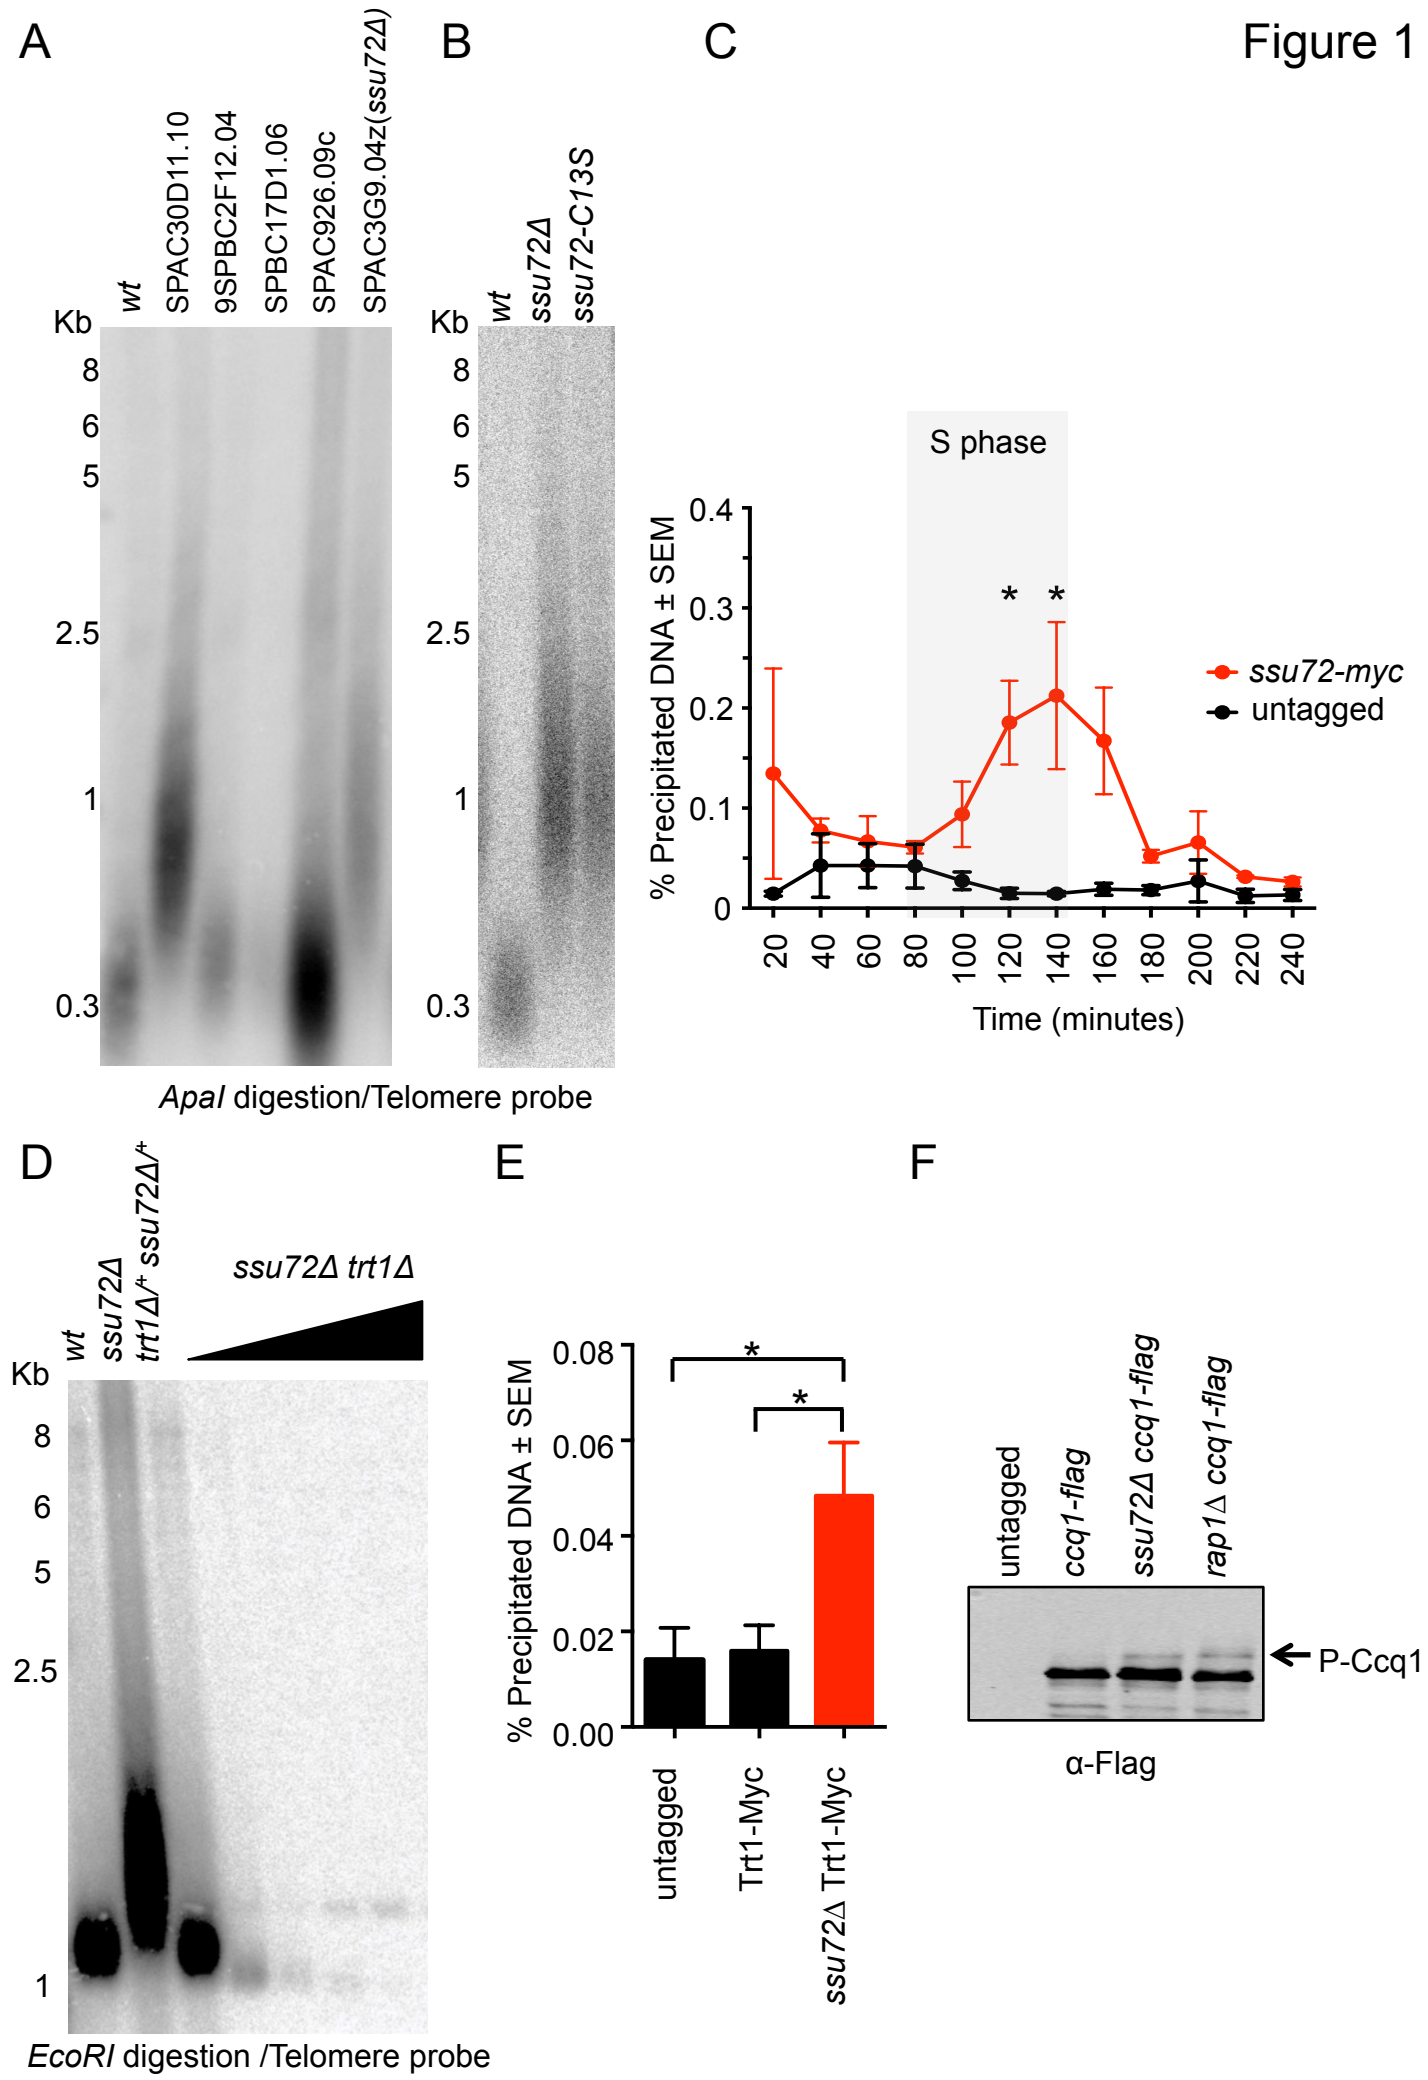 A
B
C
Figure 1
wt
SPAC30D11.10
9SPBC2F12.04
SPBC17D1.06
SPAC926.09c
SPAC3G9.04z(ssu72Δ)
Kb
8
6
5
2.5
1
0.3
wt
ssu72Δ
ssu72-C13S
Kb
8
6
5
2.5
1
0.3
ApaI digestion/Telomere probe
S phase
% Precipitated DNA ± SEM
0.4
0.3
0.2
0.1
0
* *
ssu72-myc
untagged
20 40 60 80 100 120 140 160 180 200 220 240
Time (minutes)
D
E
F
wt
ssu72Δ
trt1Δ/+ ssu72Δ/+
ssu72Δ trt1Δ
Kb
8
6
5
2.5
1
EcoRI digestion /Telomere probe
% Precipitated DNA ± SEM
0.08
0.06
0.04
0.02
0.00
*
*
untagged
Trt1-Myc
ssu72Δ Trt1-Myc
untagged
ccq1-flag
ssu72Δ ccq1-flag
rap1Δ ccq1-flag
P-Ccq1
α-Flag